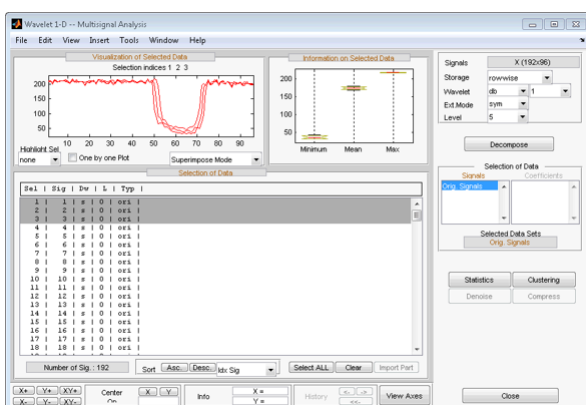 Wavelet 1-D -- Multisignal Analysis
File Edit View Insert Tools Window Help
Visualization of Selected Data
Selection indices 1 2 3
200
150
100
50
10 20 30 40 50 60 70 80 90
Highlight Sel
none
One by one Plot
Superimpose Mode
Information on Selected Data
200
150
100
50
Minimum Mean Max
Selection of Data
Sel | Sig | Dw | L | Typ |
1 | 1 | s | 0 | ori |
2 | 2 | s | 0 | ori |
3 | 3 | s | 0 | ori |
4 | 4 | s | 0 | ori |
5 | 5 | s | 0 | ori |
6 | 6 | s | 0 | ori |
7 | 7 | s | 0 | ori |
8 | 8 | s | 0 | ori |
9 | 9 | s | 0 | ori |
10 | 10 | s | 0 | ori |
11 | 11 | s | 0 | ori |
12 | 12 | s | 0 | ori |
13 | 13 | s | 0 | ori |
14 | 14 | s | 0 | ori |
15 | 15 | s | 0 | ori |
16 | 16 | s | 0 | ori |
17 | 17 | s | 0 | ori |
18 | 18 | s | 0 | ori |
Number of Sig. : 192
Sort Asc. Desc. Idx Sig
Select ALL Clear Import Part
X+ Y+ XY+
X- Y- XY-
Center On X Y
Info X = Y =
History <- -> <<-
View Axes
Signals X (192x96)
Storage rowwise
Wavelet db 1
Ext.Mode sym
Level 5
Decompose
Selection of Data
Signals Coefficients
Orig. Signals
Selected Data Sets
Orig. Signals
Statistics Clustering
Denoise Compress
Close